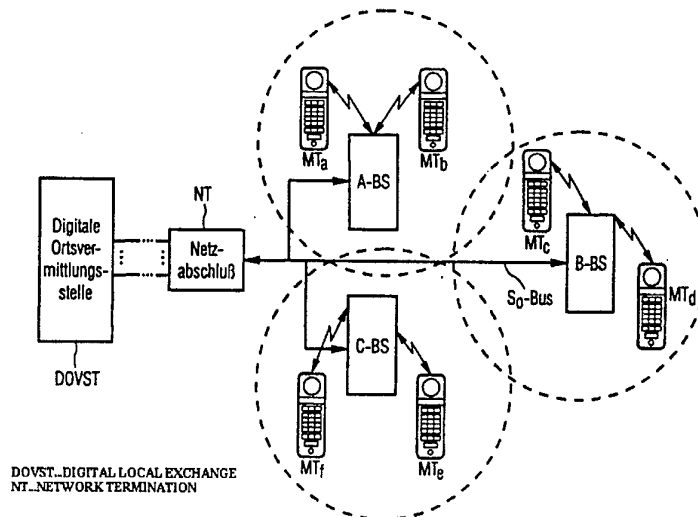 MTa
MTb
A-BS
NT
Digitale
Ortsver-
mittlungs-
stelle
Netz-
abschluß
DOVST
MTc
B-BS
MTd
S0-Bus
C-BS
MTf
MTe
DOVST...DIGITAL LOCAL EXCHANGE
NT...NETWORK TERMINATION